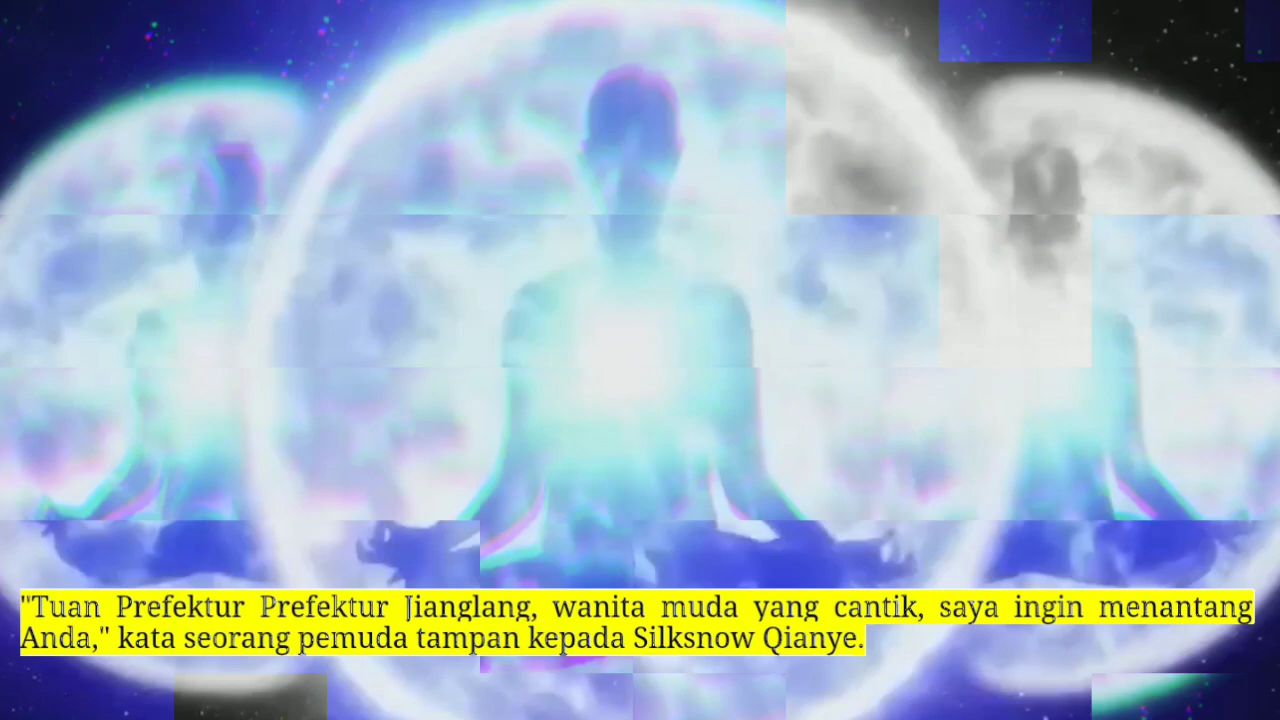 "Tuan Prefektur Prefektur Jianglang, wanita muda yang cantik, saya ingin menantang
Anda," kata seorang pemuda tampan kepada Silksnow Qianye.